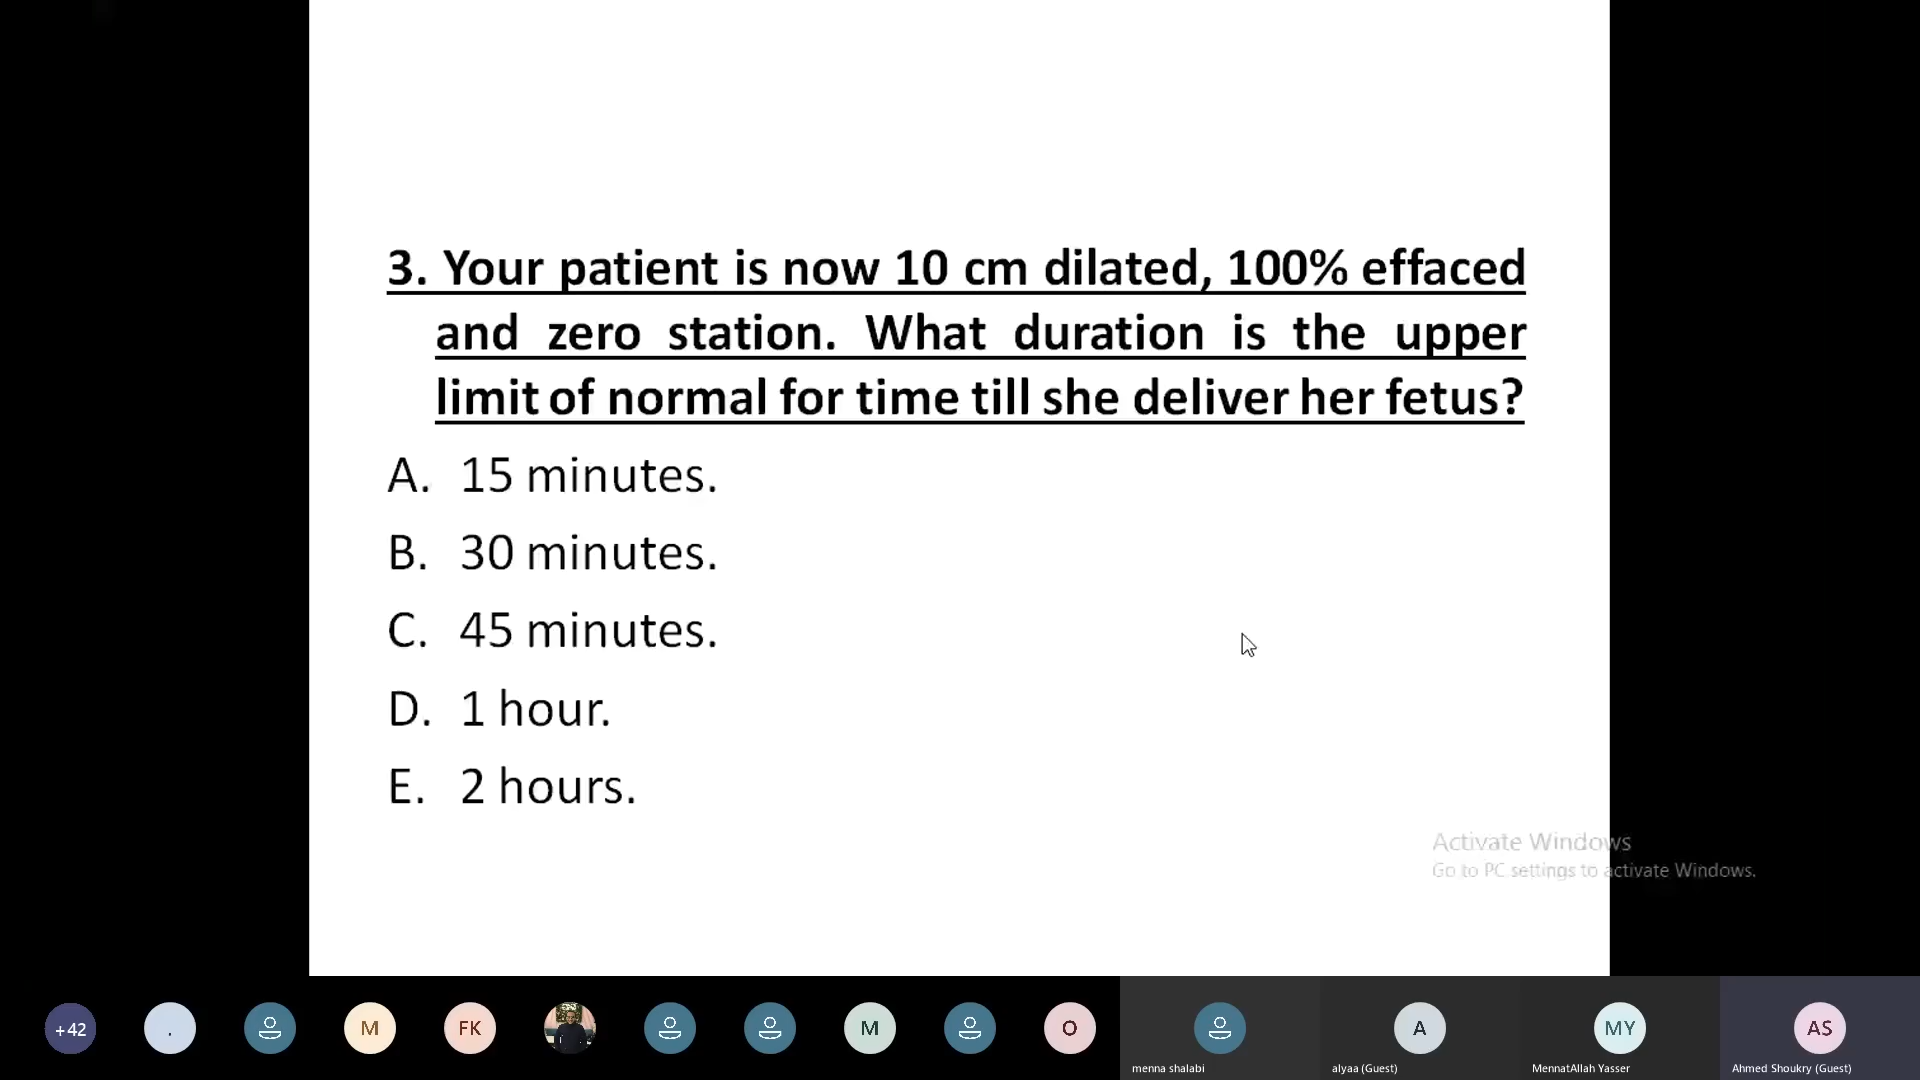 3. Your patient is now 10 cm dilated, 100% effaced
and zero station. What duration is the upper
limit of normal for time till she deliver her fetus?
A. 15 minutes.
B. 30 minutes.
C. 45 minutes.
D. 1 hour.
E. 2 hours.
Activate Windows
Go to PC settings to activate Windows.
+42
.
M
FK
M
O
A
MY
AS
menna shalabi
alyaa (Guest)
MennatAllah Yasser
Ahmed Shoukry (Guest)